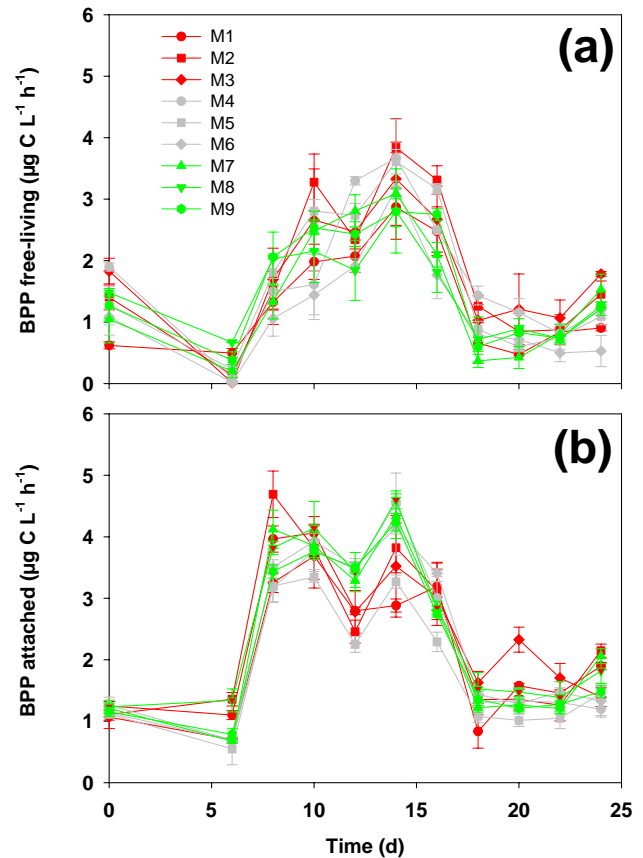 6
5
4
3
2
1
0
BPP free-living (µg C L⁻¹ h⁻¹)
M1
M2
M3
M4
M5
M6
M7
M8
M9
(a)
6
5
4
3
2
1
0
BPP attached (µg C L⁻¹ h⁻¹)
(b)
0 5 10 15 20 25
Time (d)